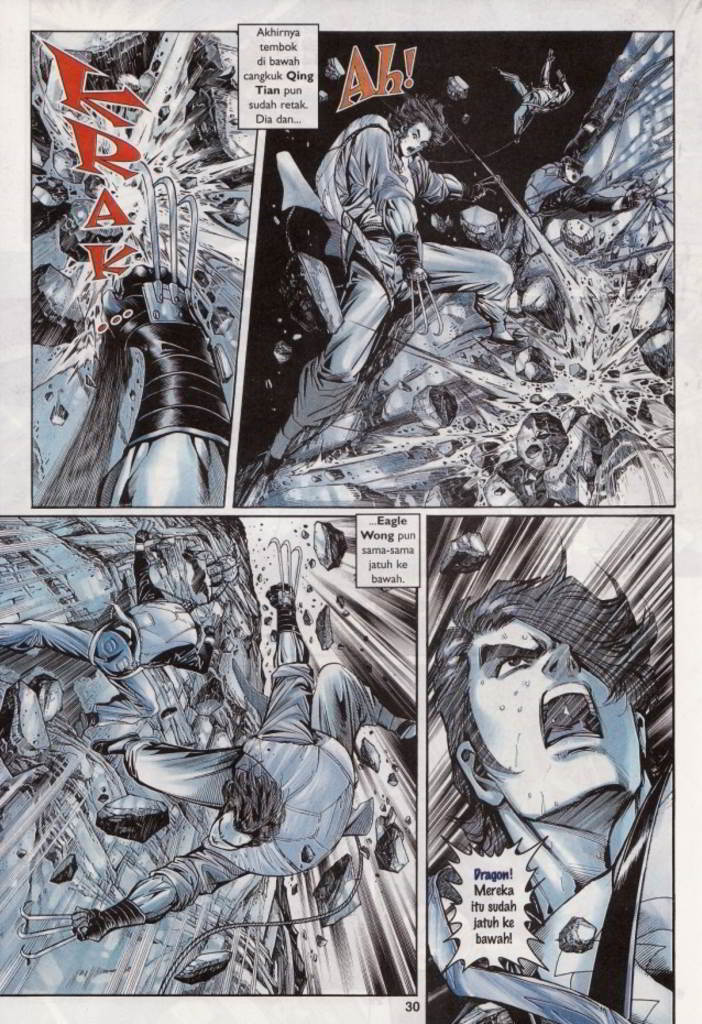 KRAK...
Akhirnya
tembok
di bawah
cangkuk Qing
Tian pun
sudah retak.
Dia dan...
Ah!
...Eagle
Wong pun
sama-sama
jatuh ke
bawah.
Dragon!
Mereka
itu sudah
jatuh ke
bawah!
30